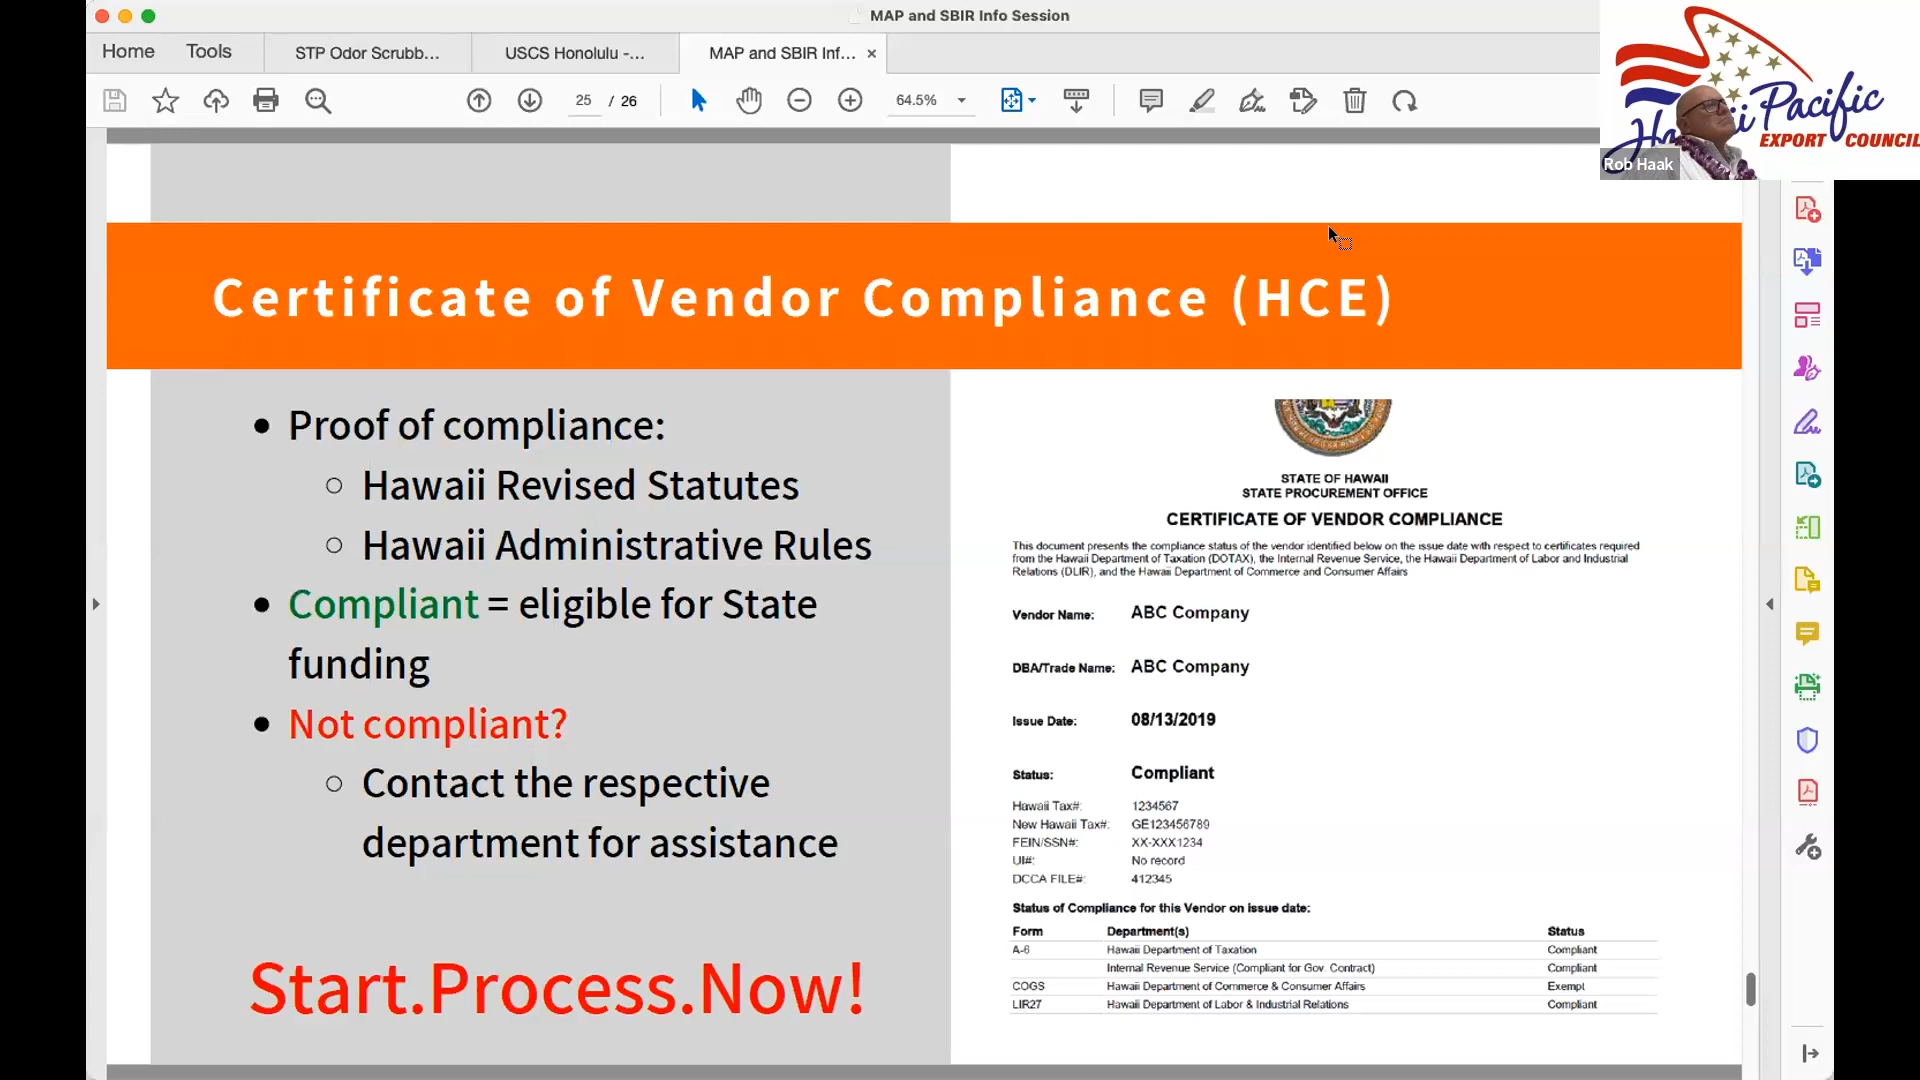 MAP and SBIR Info Session
Home Tools STP Odor Scrubb... USCS Honolulu -... MAP and SBIR Inf... ×
25 / 26 64.5%
Hawaii Pacific
EXPORT COUNCIL
Rob Haak
Certificate of Vendor Compliance (HCE)
• Proof of compliance:
○ Hawaii Revised Statutes
○ Hawaii Administrative Rules
• Compliant = eligible for State
funding
• Not compliant?
○ Contact the respective
department for assistance
Start.Process.Now!
STATE OF HAWAII
STATE PROCUREMENT OFFICE
CERTIFICATE OF VENDOR COMPLIANCE
This document presents the compliance status of the vendor identified below on the issue date with respect to certificates required
from the Hawaii Department of Taxation (DOTAX), the Internal Revenue Service, the Hawaii Department of Labor and Industrial
Relations (DLIR), and the Hawaii Department of Commerce and Consumer Affairs
Vendor Name: ABC Company
DBA/Trade Name: ABC Company
Issue Date: 08/13/2019
Status: Compliant
Hawaii Tax#: 1234567
New Hawaii Tax#: GE123456789
FEIN/SSN#: XX-XXX1234
UI#: No record
DCCA FILE#: 412345
Status of Compliance for this Vendor on issue date:
Form Department(s) Status
A-6 Hawaii Department of Taxation Compliant
Internal Revenue Service (Compliant for Gov. Contract) Compliant
COGS Hawaii Department of Commerce & Consumer Affairs Exempt
LIR27 Hawaii Department of Labor & Industrial Relations Compliant